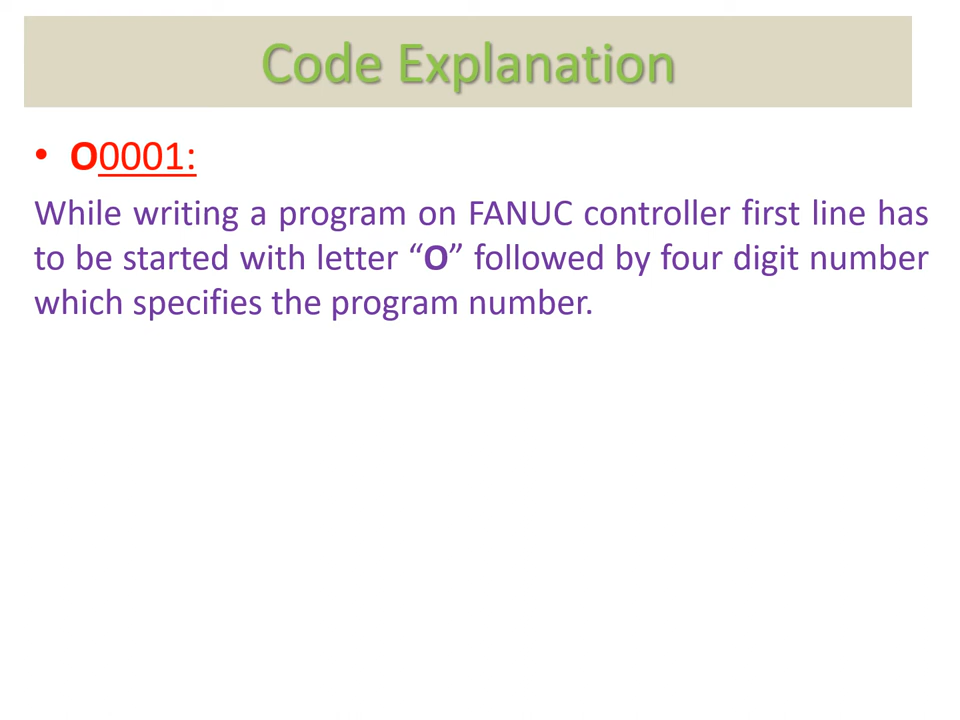 Code Explanation
• O0001:
While writing a program on FANUC controller first line has
to be started with letter “O” followed by four digit number
which specifies the program number.